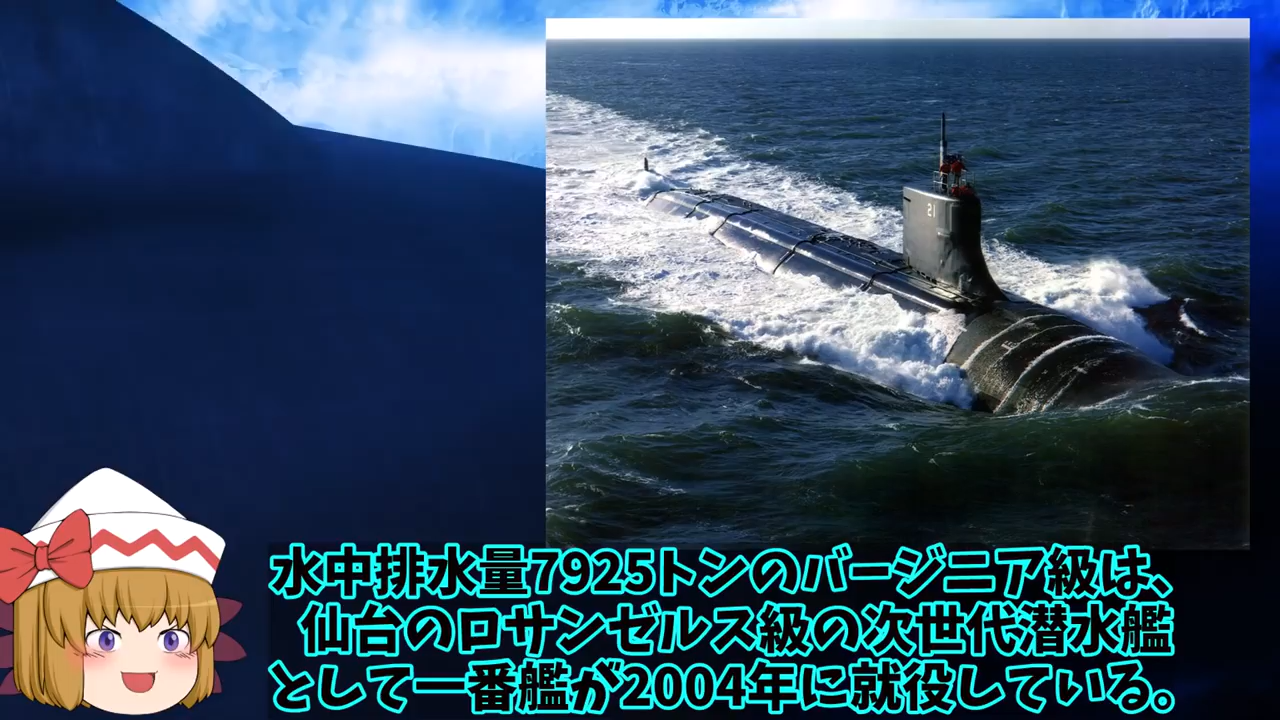 21
水中排水量7925トンのバージニア級は、
仙台のロサンゼルス級の次世代潜水艦
として一番艦が2004年に就役している。